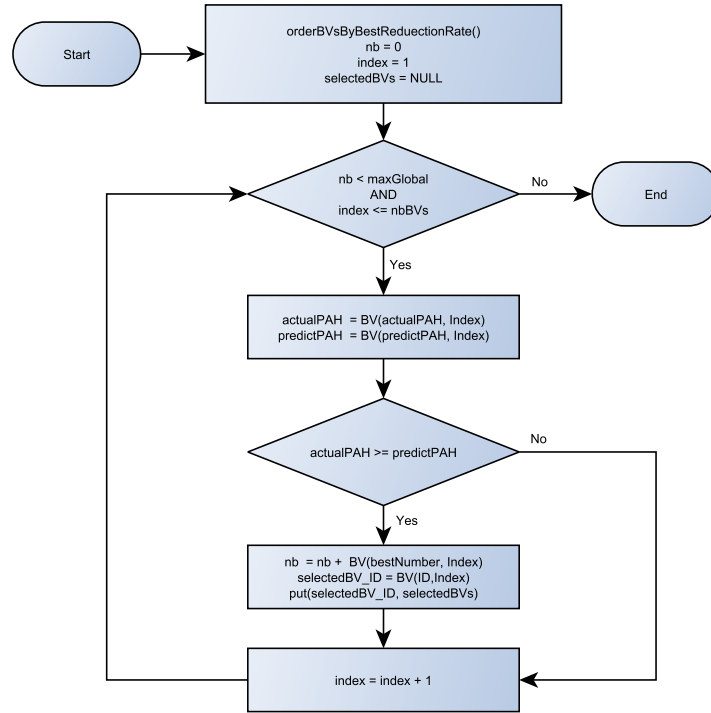 Start
orderBVsByBestReduectionRate()
nb = 0
index = 1
selectedBVs = NULL
nb < maxGlobal
AND
index <= nbBVs
No
End
Yes
actualPAH  = BV(actualPAH, Index)
predictPAH  = BV(predictPAH, Index)
actualPAH >= predictPAH
No
Yes
nb  = nb +  BV(bestNumber, Index)
selectedBV_ID = BV(ID,Index)
put(selectedBV_ID, selectedBVs)
index = index + 1